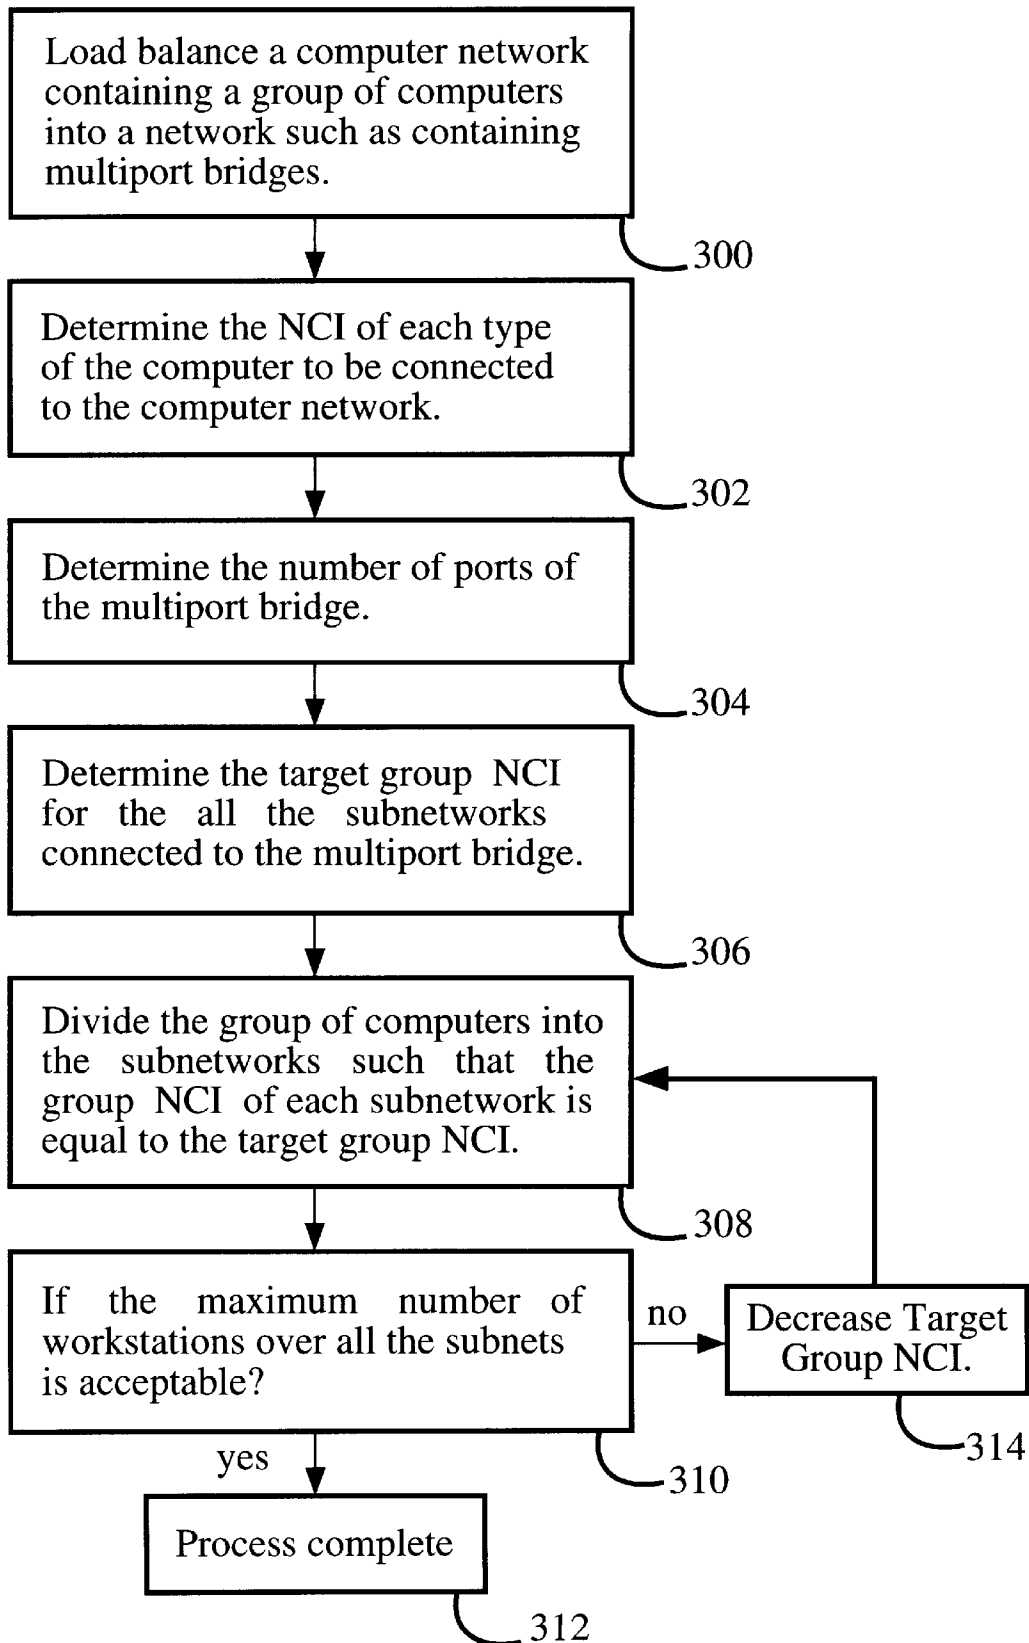 Load balance a computer network
containing a group of computers
into a network such as containing
multiport bridges.
300
Determine the NCI of each type
of the computer to be connected
to the computer network.
302
Determine the number of ports of
the multiport bridge.
304
Determine the target group NCI
for the all the subnetworks
connected to the multiport bridge.
306
Divide the group of computers into
the subnetworks such that the
group NCI of each subnetwork is
equal to the target group NCI.
308
If the maximum number of
workstations over all the subnets
is acceptable?
310
no
Decrease Target
Group NCI.
314
yes
Process complete
312